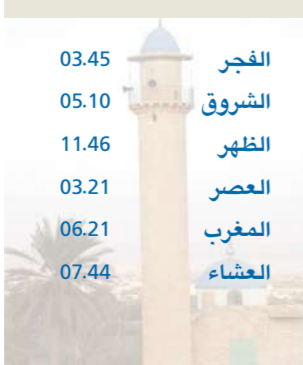 الفجر 03.45
الشروق 05.10
الظهر 11.46
العصر 03.21
المغرب 06.21
العشاء 07.44